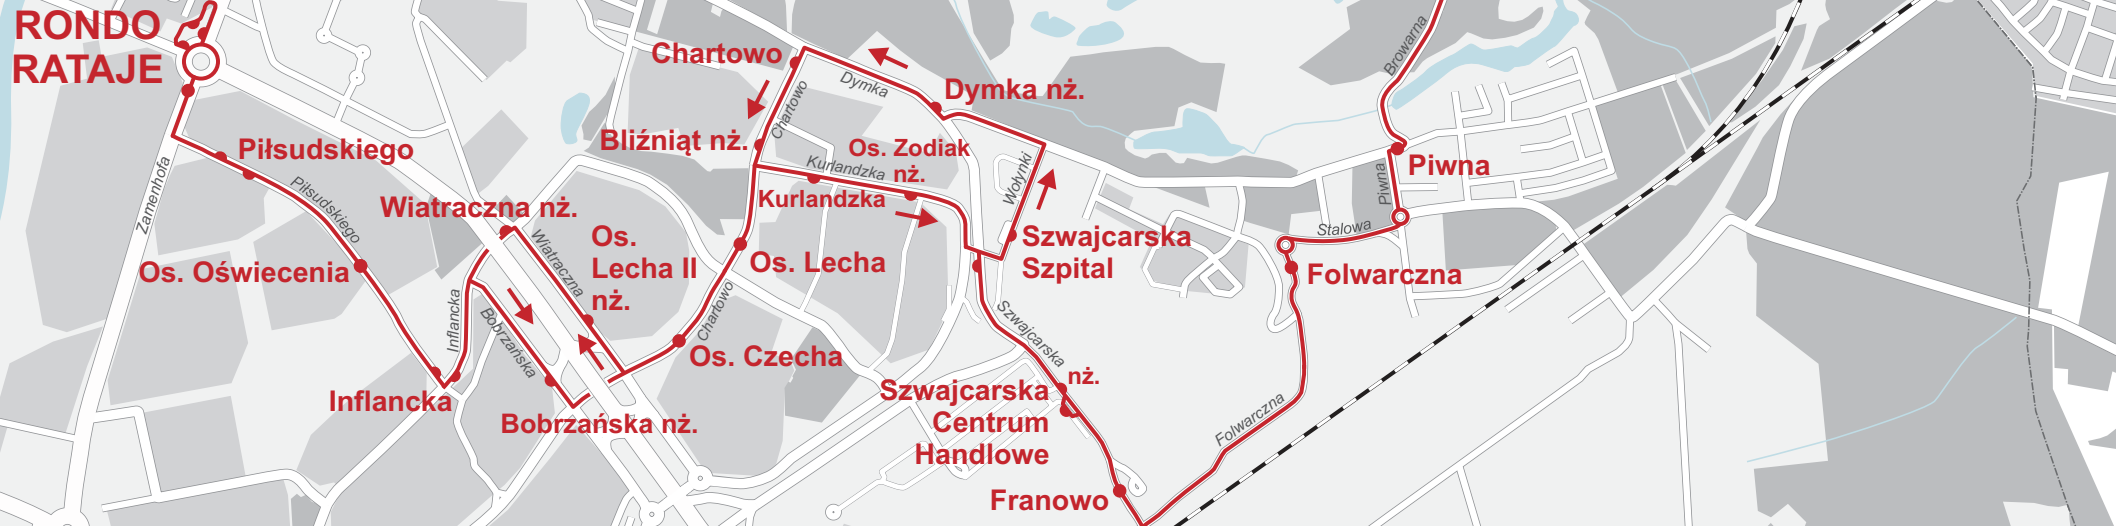 RONDO
RATAJE
Chartowo
Dymka
Dymka nż.
Browarna
Chartowo
Bliźniąt nż.
Os. Zodiak
nż.
Kurlandzka
Kurlandzka
Wołynki
Piwna
Piwna
Zamenhofa
Piłsudskiego
Piłsudskiego
Wiatraczna nż.
Wiatraczna
Os.
Lecha II
nż.
Os. Lecha
Szwajcarska
Szpital
Stalowa
Folwarczna
Os. Oświecenia
Inflancka
Bobrzańska
Chartowo
Szwajcarska
Os. Czecha
Inflancka
Bobrzańska nż.
nż.
Szwajcarska
Centrum
Handlowe
Folwarczna
Franowo